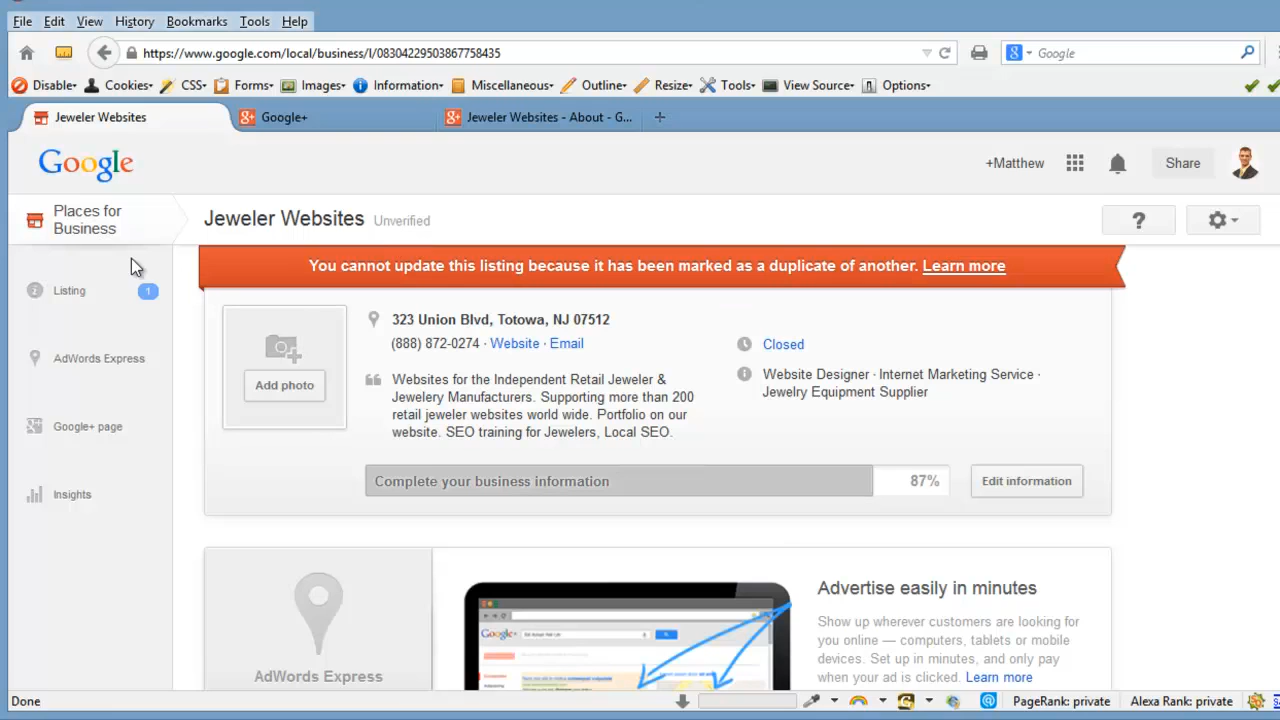 File Edit View History Bookmarks Tools Help
https://www.google.com/local/business/l/08304229503867758435
Google
Disable Cookies CSS Forms Images Information Miscellaneous Outline Resize Tools View Source Options
Jeweler Websites
Google+
Jeweler Websites - About - G...
Google
+Matthew
Share
Places for
Business
Jeweler Websites Unverified
?
You cannot update this listing because it has been marked as a duplicate of another. Learn more
Listing 1
AdWords Express
Google+ page
Insights
Add photo
323 Union Blvd, Totowa, NJ 07512
(888) 872-0274 · Website · Email
Websites for the Independent Retail Jeweler &
Jewelery Manufacturers. Supporting more than 200
retail jeweler websites world wide. Portfolio on our
website. SEO training for Jewelers, Local SEO.
Closed
Website Designer · Internet Marketing Service ·
Jewelry Equipment Supplier
Complete your business information 87%
Edit information
AdWords Express
Google
Advertise easily in minutes
Show up wherever customers are looking for
you online — computers, tablets or mobile
devices. Set up in minutes, and only pay
when your ad is clicked. Learn more
Done
PageRank: private
Alexa Rank: private